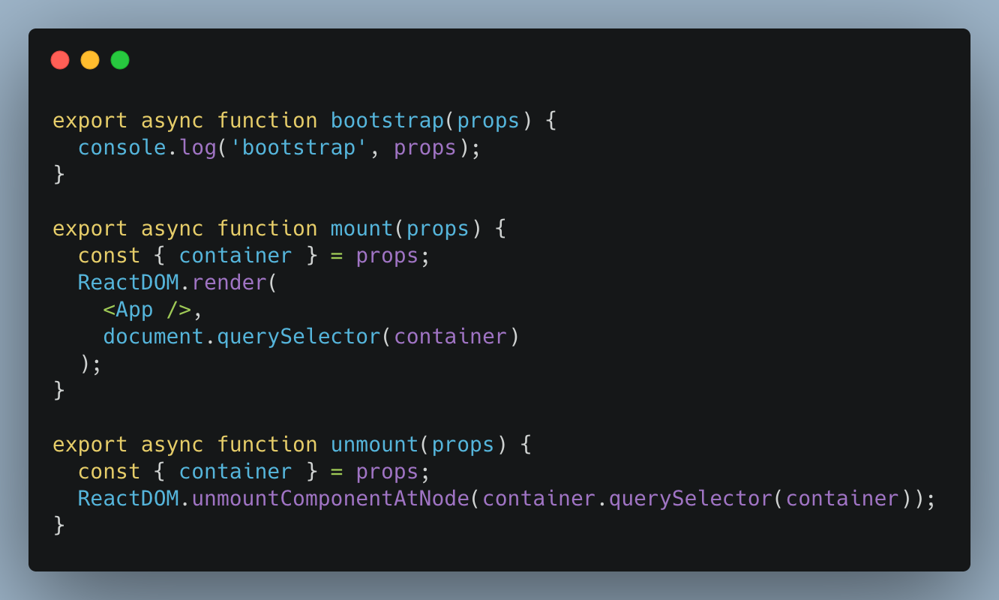 export async function bootstrap(props) {
  console.log('bootstrap', props);
}

export async function mount(props) {
  const { container } = props;
  ReactDOM.render(
    <App />,
    document.querySelector(container)
  );
}

export async function unmount(props) {
  const { container } = props;
  ReactDOM.unmountComponentAtNode(container.querySelector(container));
}